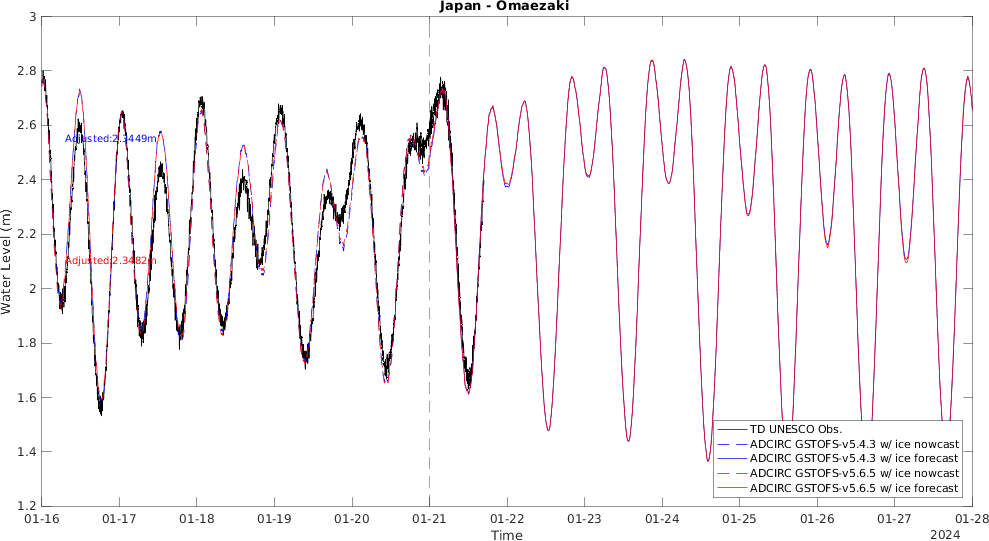 Japan - Omaezaki
3
2.8
2.6
2.4
2.2
2
1.8
1.6
1.4
1.2
Water Level (m)
Adjusted:2.3449m
Adjusted:2.3482m
TD UNESCO Obs.
ADCIRC GSTOFS-v5.4.3 w/ ice nowcast
ADCIRC GSTOFS-v5.4.3 w/ ice forecast
ADCIRC GSTOFS-v5.6.5 w/ ice nowcast
ADCIRC GSTOFS-v5.6.5 w/ ice forecast
01-16 01-17 01-18 01-19 01-20 01-21 01-22 01-23 01-24 01-25 01-26 01-27 01-28
Time
2024